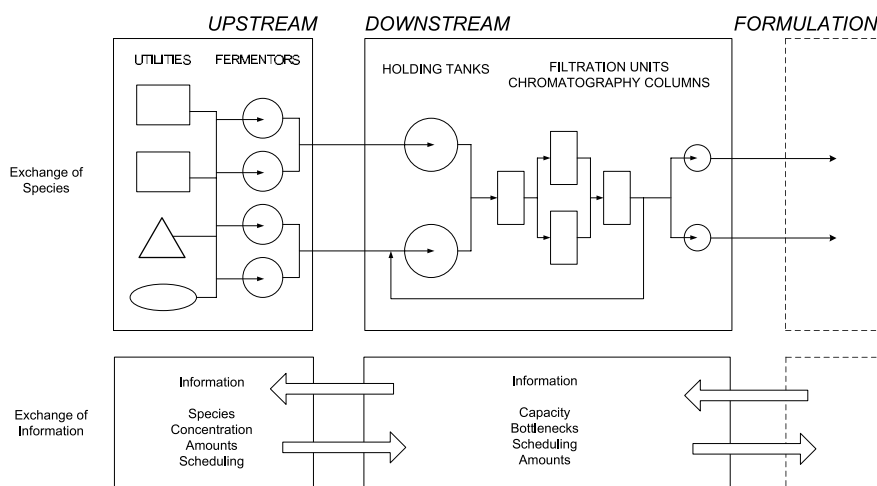 UPSTREAM
DOWNSTREAM
FORMULATION
UTILITIES
FERMENTORS
HOLDING TANKS
FILTRATION UNITS
CHROMATOGRAPHY COLUMNS
Exchange of
Species
Exchange of
Information
Information
Species
Concentration
Amounts
Scheduling
Information
Capacity
Bottlenecks
Scheduling
Amounts